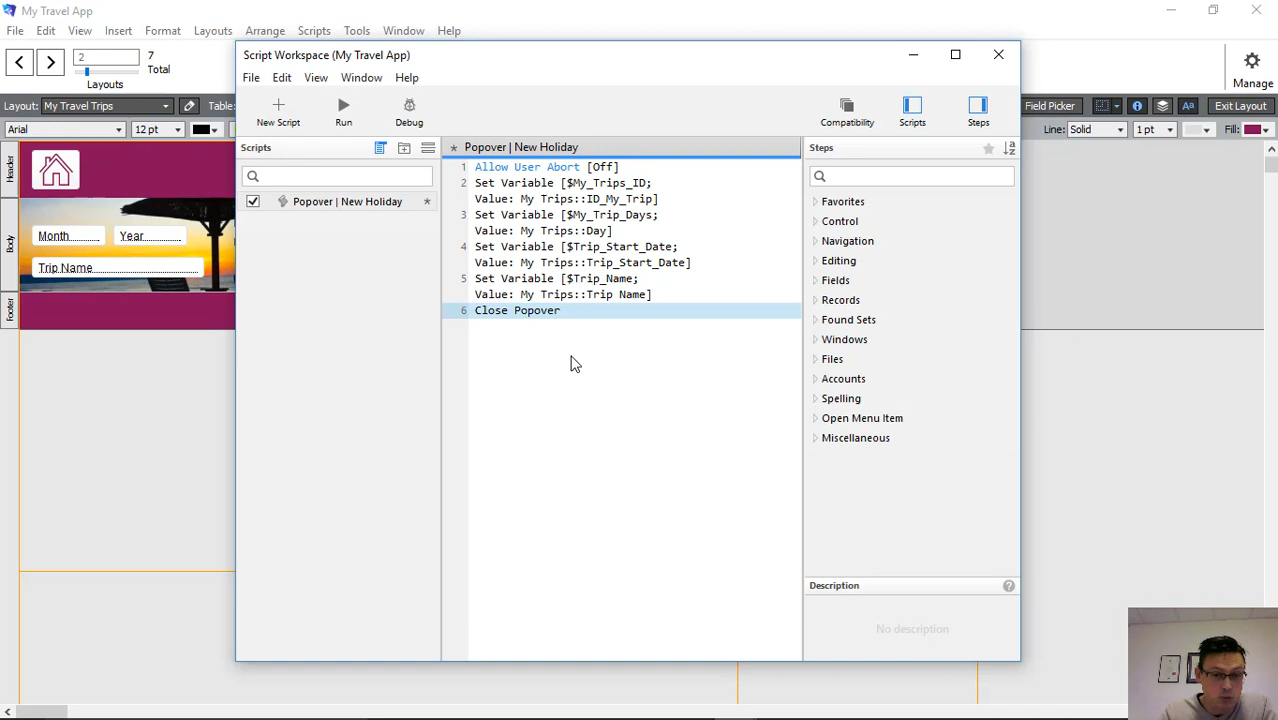 My Travel App
File Edit View Insert Format Layouts Arrange Scripts Tools Window Help
2
7
Total
Layouts
Manage
Layout: My Travel Trips Table:
Field Picker Aa Exit Layout
Arial 12 pt
Line: Solid 1 pt Fill:
Header
Body
Footer
Month Year
Trip Name
Script Workspace (My Travel App)
File Edit View Window Help
New Script Run Debug Compatibility Scripts Steps
Scripts
Popover | New Holiday *
* Popover | New Holiday
1 Allow User Abort [Off]
2 Set Variable [$My_Trips_ID;
Value: My Trips::ID_My_Trip]
3 Set Variable [$My_Trip_Days;
Value: My Trips::Day]
4 Set Variable [$Trip_Start_Date;
Value: My Trips::Trip_Start_Date]
5 Set Variable [$Trip_Name;
Value: My Trips::Trip Name]
6 Close Popover
Steps
Favorites
Control
Navigation
Editing
Fields
Records
Found Sets
Windows
Files
Accounts
Spelling
Open Menu Item
Miscellaneous
Description
No description